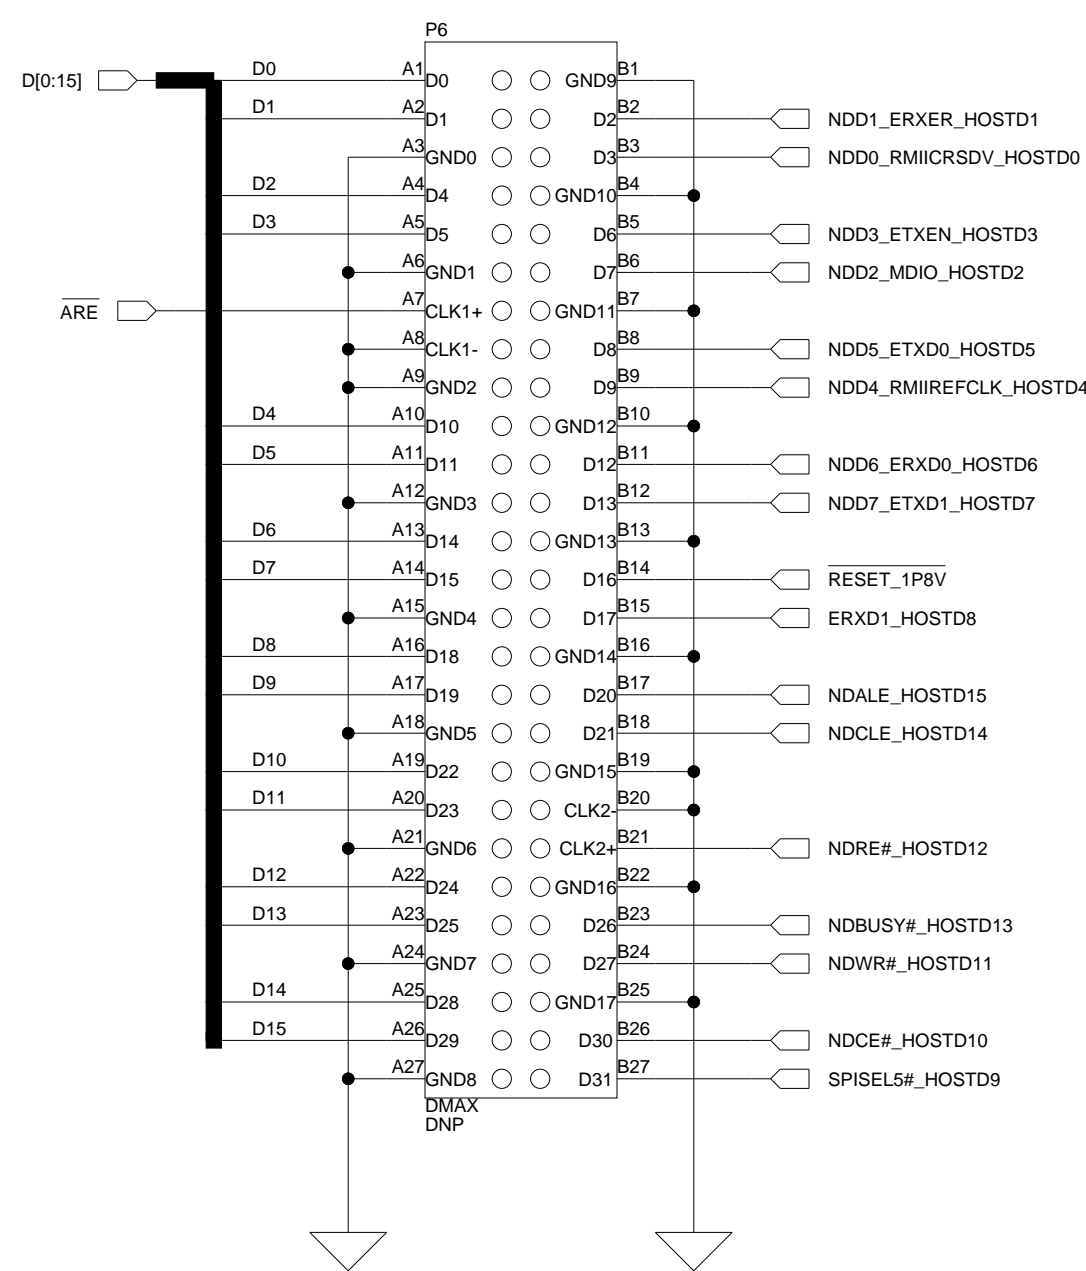 P6
D[0:15] D0 A1 D0 GND9 B1
D1 A2 D1 D2 B2 NDD1_ERXER_HOSTD1
A3 GND0 D3 B3 NDD0_RMIICRSDV_HOSTD0
D2 A4 D4 GND10 B4
D3 A5 D5 D6 B5 NDD3_ETXEN_HOSTD3
A6 GND1 D7 B6 NDD2_MDIO_HOSTD2
ARE A7 CLK1+ GND11 B7
A8 CLK1- D8 B8 NDD5_ETXD0_HOSTD5
A9 GND2 D9 B9 NDD4_RMIIREFCLK_HOSTD4
D4 A10 D10 GND12 B10
D5 A11 D11 D12 B11 NDD6_ERXD0_HOSTD6
A12 GND3 D13 B12 NDD7_ETXD1_HOSTD7
D6 A13 D14 GND13 B13
D7 A14 D15 D16 B14 RESET_1P8V
A15 GND4 D17 B15 ERXD1_HOSTD8
D8 A16 D18 GND14 B16
D9 A17 D19 D20 B17 NDALE_HOSTD15
A18 GND5 D21 B18 NDCLE_HOSTD14
D10 A19 D22 GND15 B19
D11 A20 D23 CLK2- B20
A21 GND6 CLK2+ B21 NDRE#_HOSTD12
D12 A22 D24 GND16 B22
D13 A23 D25 D26 B23 NDBUSY#_HOSTD13
A24 GND7 D27 B24 NDWR#_HOSTD11
D14 A25 D28 GND17 B25
D15 A26 D29 D30 B26 NDCE#_HOSTD10
A27 GND8 D31 B27 SPISEL5#_HOSTD9
DMAX
DNP